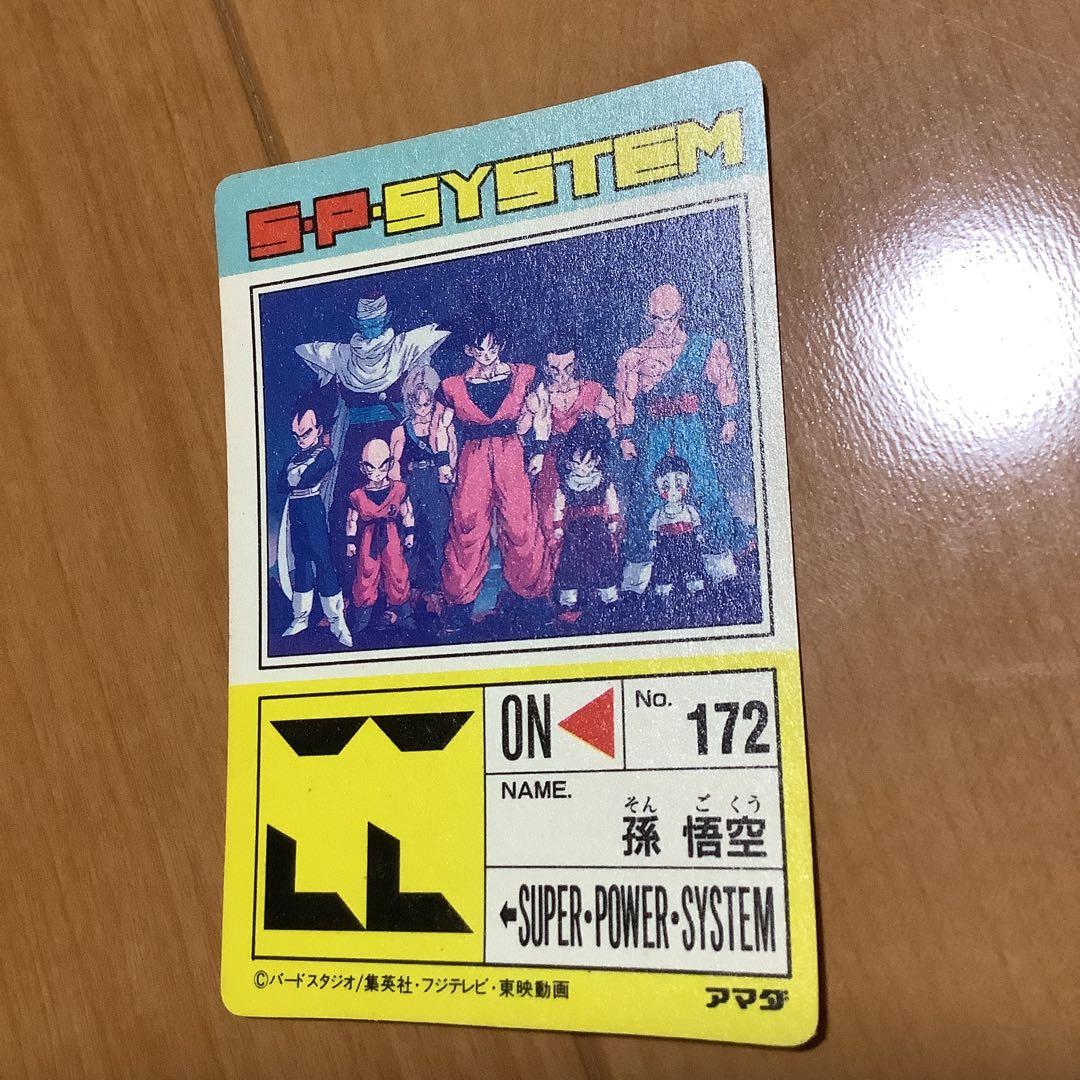 S・P・SYSTEM
ON
No.
172
NAME.
そん ご くう
孫 悟空
←SUPER・POWER・SYSTEM
©バードスタジオ/集英社・フジテレビ・東映動画
アマダ